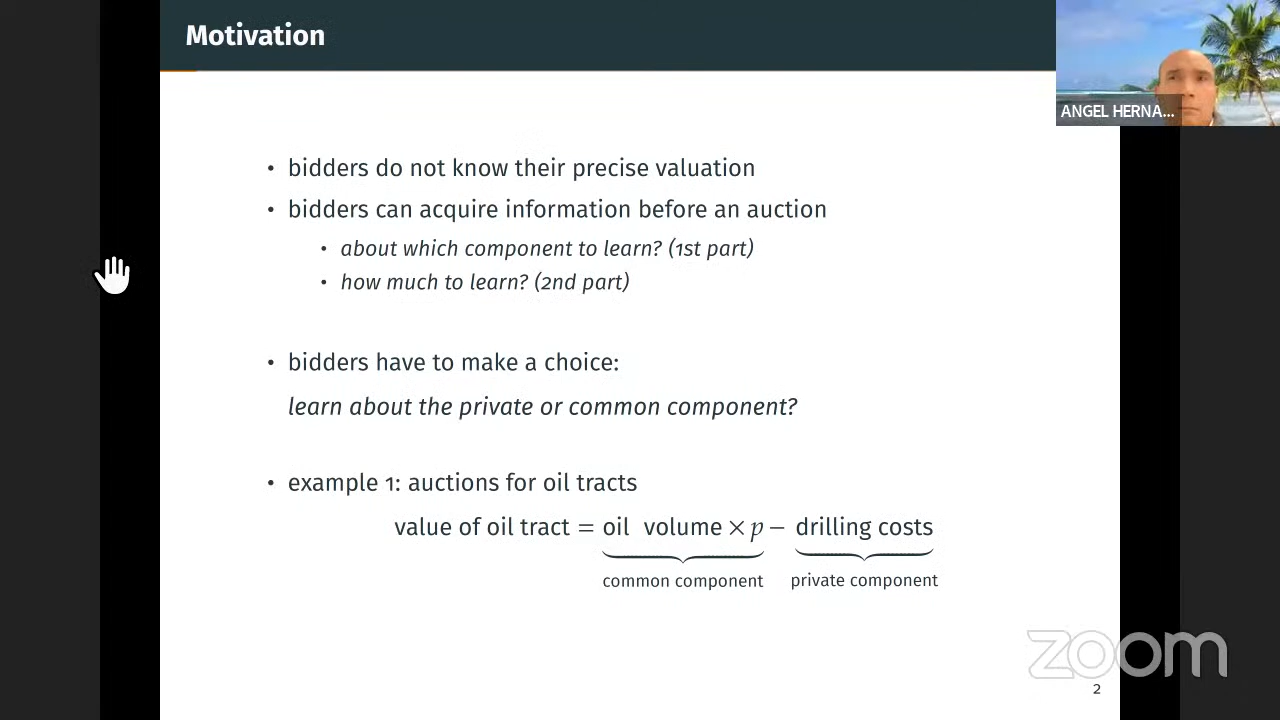 Motivation
ANGEL HERNA...
• bidders do not know their precise valuation
• bidders can acquire information before an auction
• about which component to learn? (1st part)
• how much to learn? (2nd part)
• bidders have to make a choice:
learn about the private or common component?
• example 1: auctions for oil tracts
value of oil tract = oil volume × p − drilling costs
common component private component
zoom
2